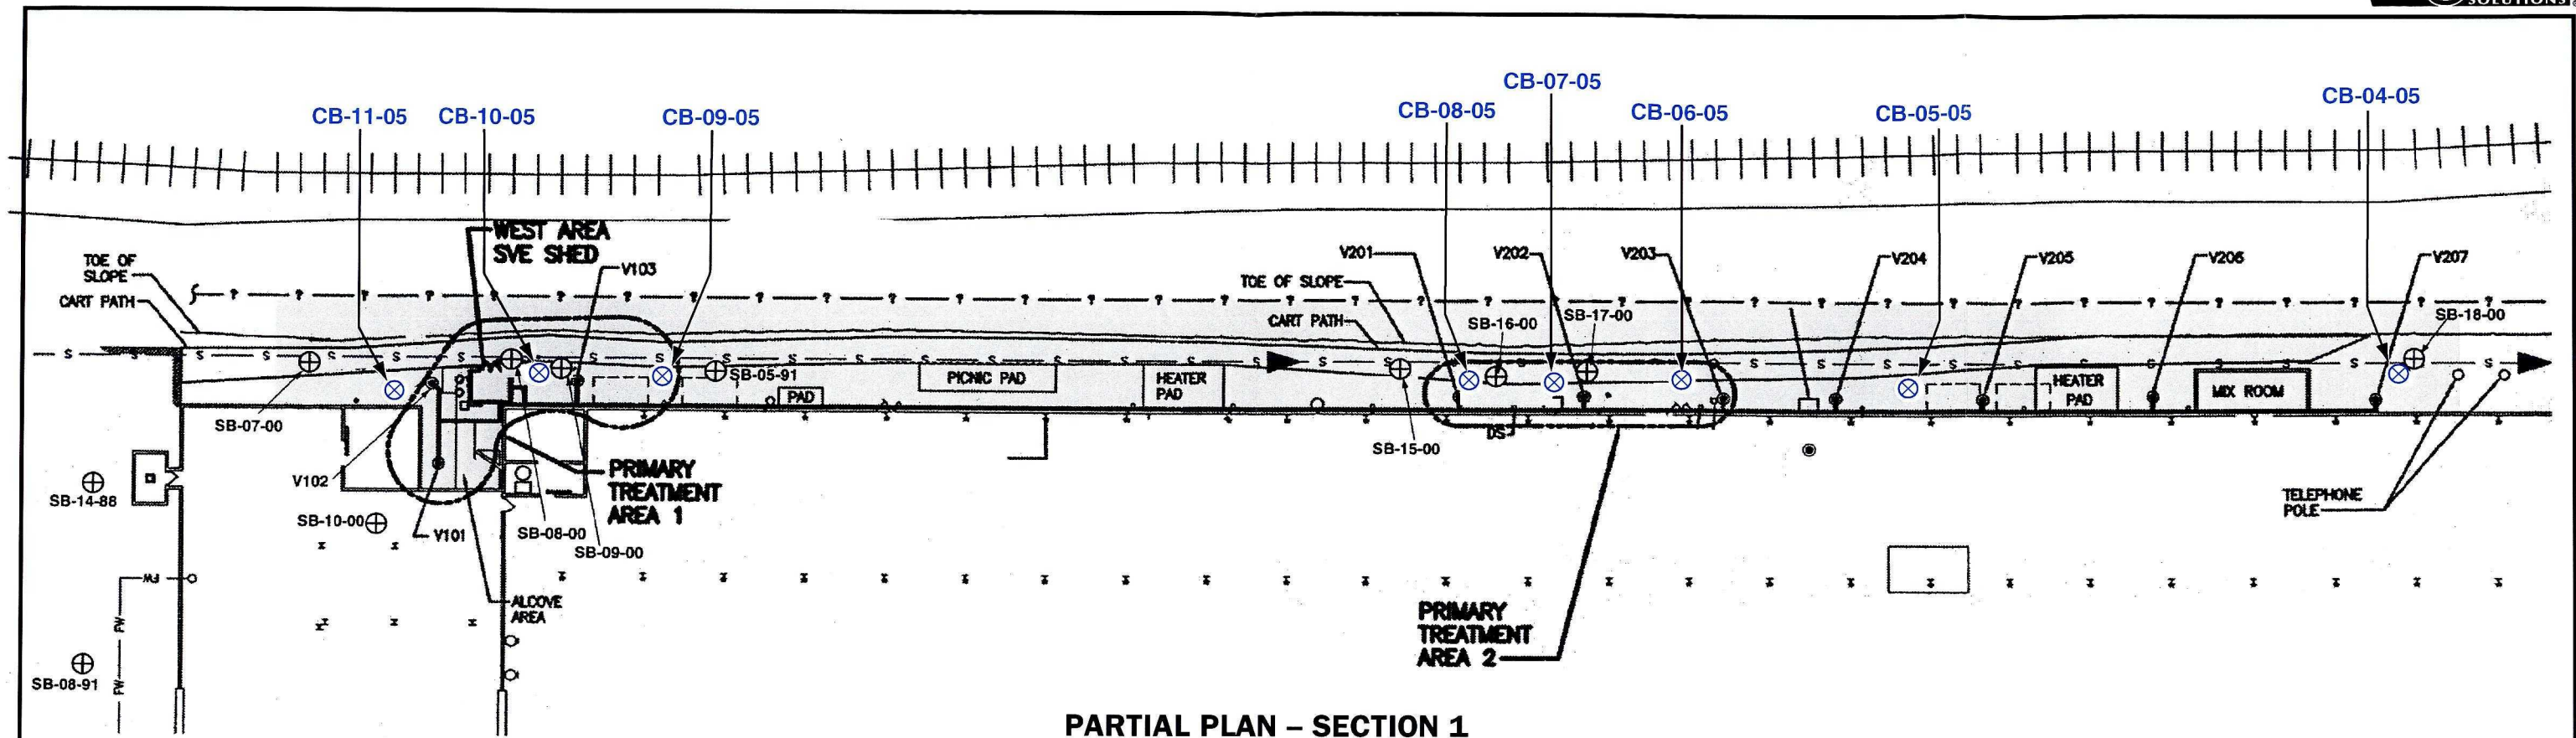 SOLUTIONS
CB-07-05
CB-04-05
CB-11-05
CB-10-05
CB-09-05
CB-08-05
CB-06-05
CB-05-05
WEST AREA
SVE SHED
TOE OF
SLOPE
V103
V201
V202
V203
V204
V205
V206
V207
TOE OF SLOPE
CART PATH
CART PATH
SB-16-00
SB-17-00
SB-18-00
SB-05-91
PAD
PICNIC PAD
HEATER
PAD
HEATER
PAD
MIX ROOM
SB-07-00
DS
SB-15-00
V102
PRIMARY
TREATMENT
AREA 1
SB-14-88
SB-10-00
V101
SB-08-00
SB-09-00
TELEPHONE
POLE
FW
ALCOVE
AREA
FW
PRIMARY
TREATMENT
AREA 2
SB-08-91
FW
PARTIAL PLAN – SECTION 1